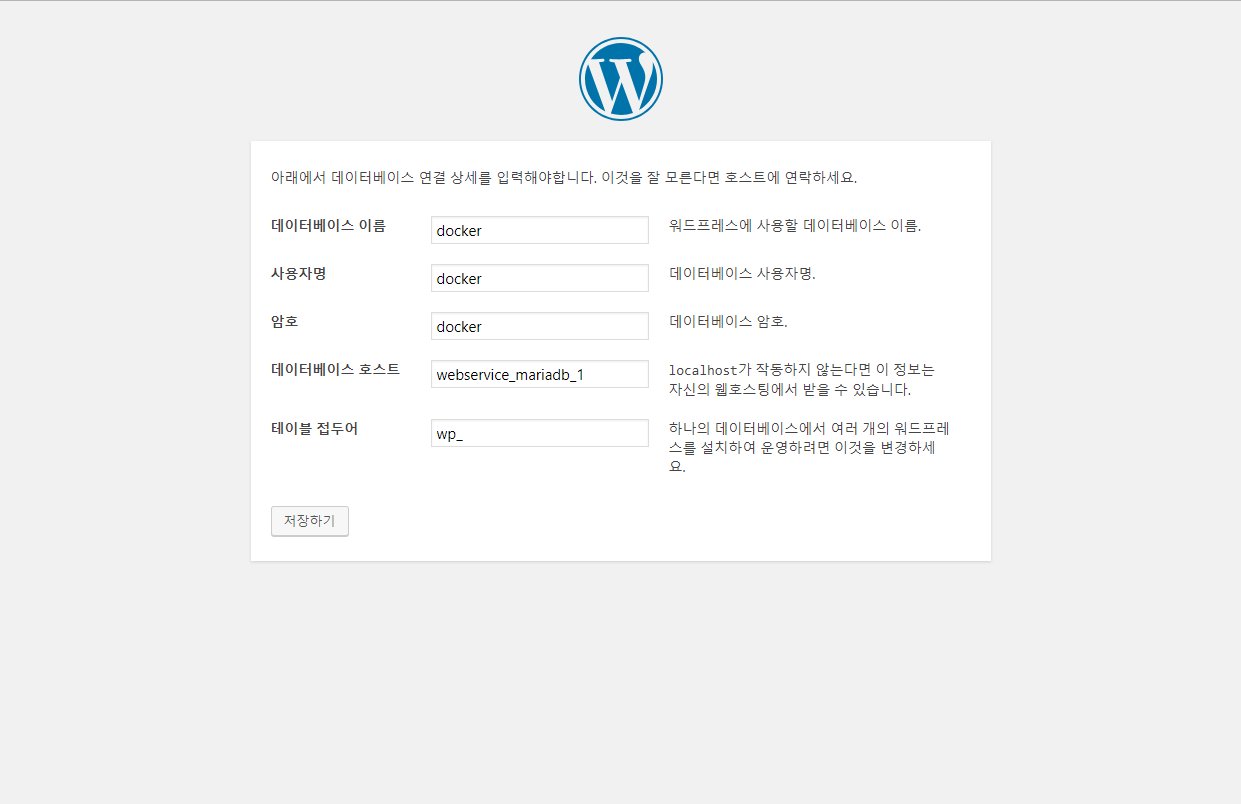 W
아래에서 데이터베이스 연결 상세를 입력해야합니다. 이것을 잘 모른다면 호스트에 연락하세요.
데이터베이스 이름 docker 워드프레스에 사용할 데이터베이스 이름.
사용자명 docker 데이터베이스 사용자명.
암호 docker 데이터베이스 암호.
데이터베이스 호스트 webservice_mariadb_1 localhost가 작동하지 않는다면 이 정보는
자신의 웹호스팅에서 받을 수 있습니다.
테이블 접두어 wp_ 하나의 데이터베이스에서 여러 개의 워드프레
스를 설치하여 운영하려면 이것을 변경하세
요.
저장하기